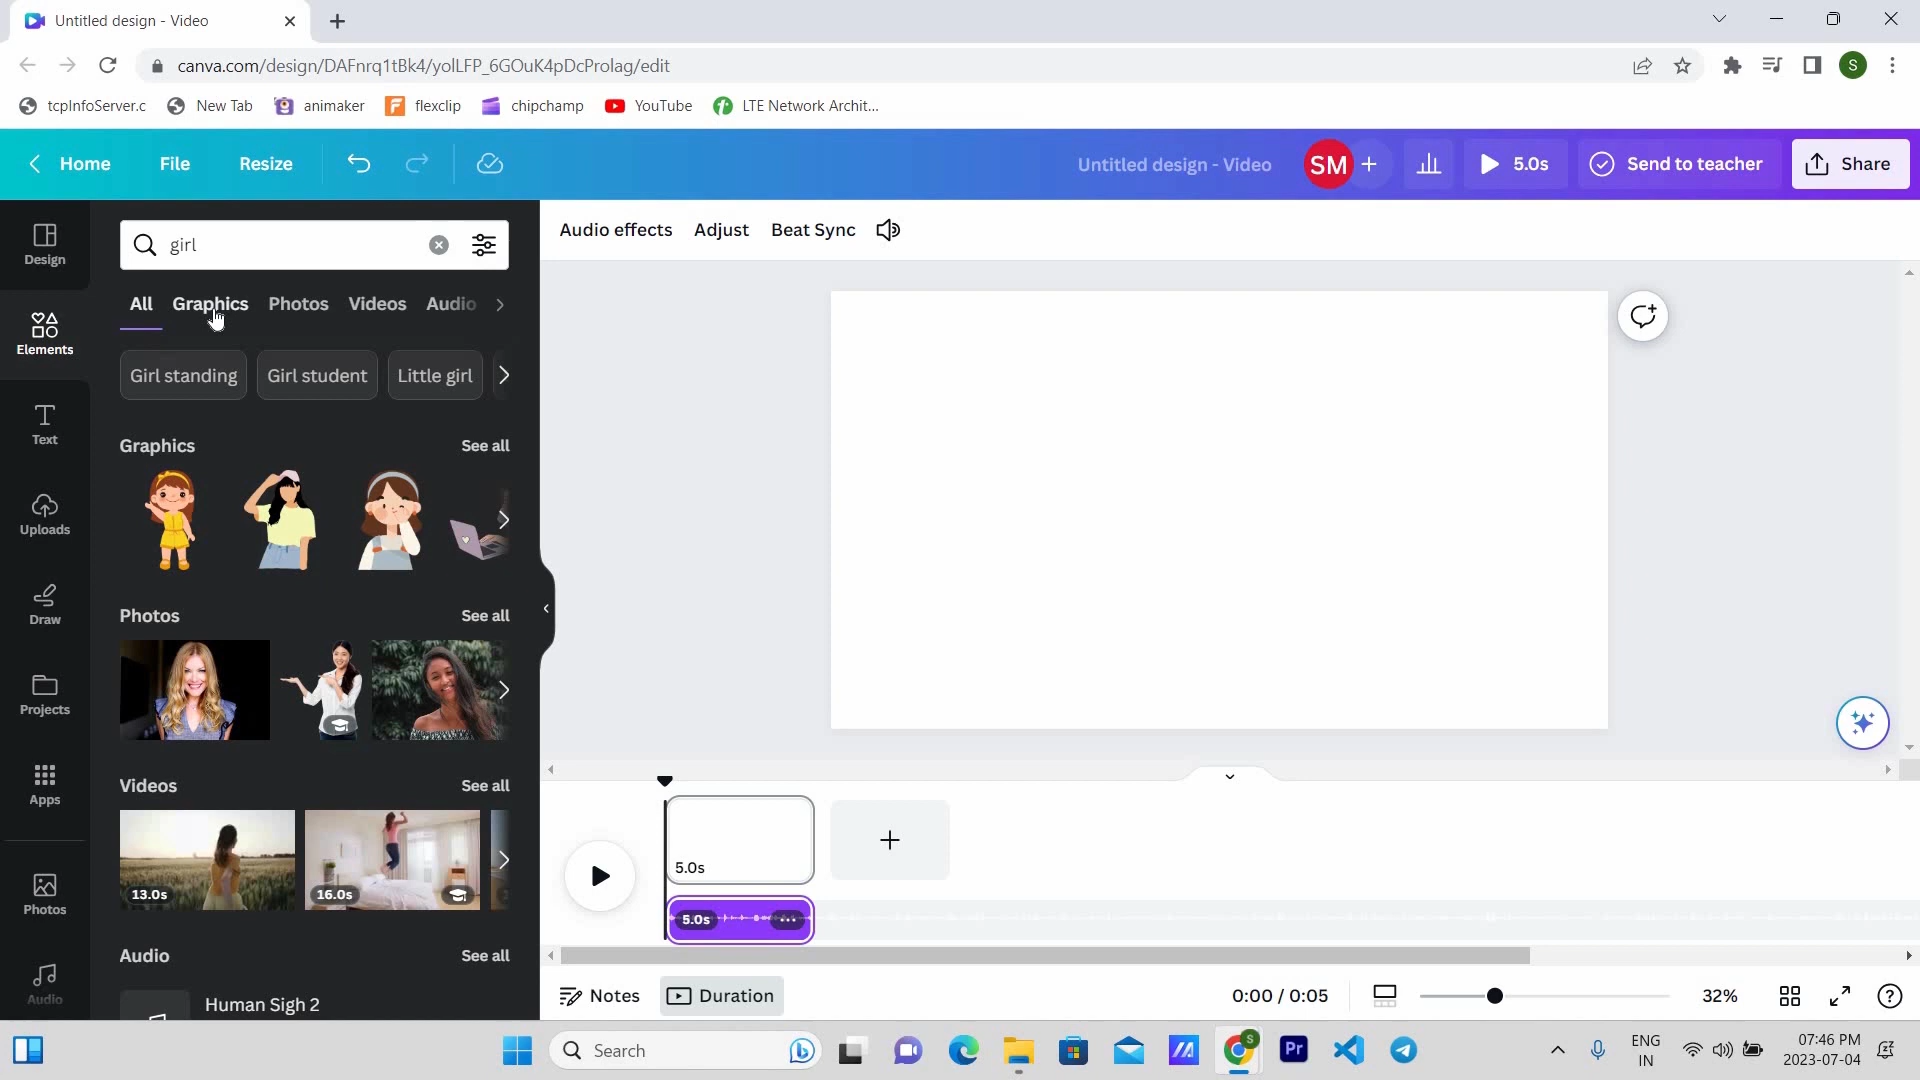 Untitled design - Video
canva.com/design/DAFnrq1tBk4/yolLFP_6GOuK4pDcProlag/edit
S
tcpInfoServer.c
New Tab
animaker
flexclip
chipchamp
YouTube
LTE Network Archit...
Home
File
Resize
Untitled design - Video
SM
5.0s
Send to teacher
Share
Design
Elements
Text
Uploads
Draw
Projects
Apps
Photos
Audio
girl
All
Graphics
Photos
Videos
Audio
Girl standing
Girl student
Little girl
Graphics
See all
Photos
See all
Videos
See all
13.0s
16.0s
Audio
See all
Human Sigh 2
Audio effects
Adjust
Beat Sync
5.0s
5.0s
Notes
Duration
0:00 / 0:05
32%
Search
Pr
S
ENG
IN
07:46 PM
2023-07-04